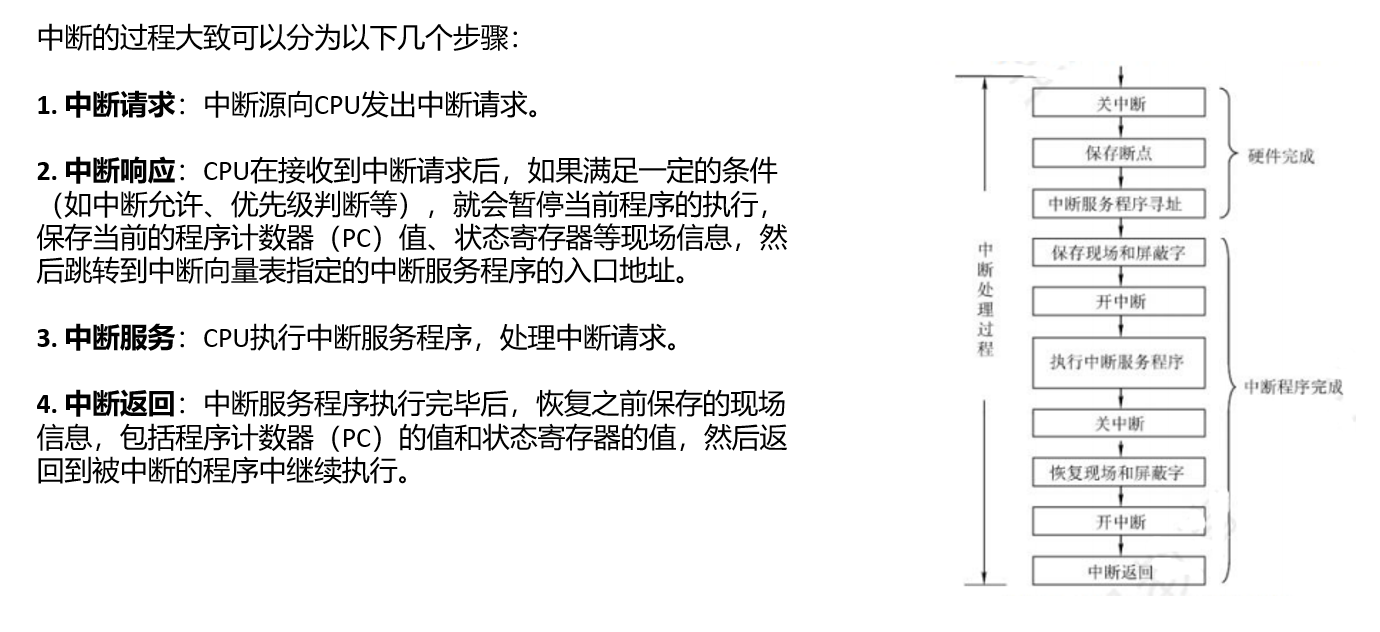 中断的过程大致可以分为以下几个步骤：
1. 中断请求：中断源向CPU发出中断请求。
2. 中断响应：CPU在接收到中断请求后，如果满足一定的条件
（如中断允许、优先级判断等），就会暂停当前程序的执行，
保存当前的程序计数器（PC）值、状态寄存器等现场信息，然
后跳转到中断向量表指定的中断服务程序的入口地址。
3. 中断服务：CPU执行中断服务程序，处理中断请求。
4. 中断返回：中断服务程序执行完毕后，恢复之前保存的现场
信息，包括程序计数器（PC）的值和状态寄存器的值，然后返
回到被中断的程序中继续执行。
中断处理过程
关中断
保存断点
中断服务程序寻址
硬件完成
保存现场和屏蔽字
开中断
执行中断服务程序
关中断
恢复现场和屏蔽字
开中断
中断返回
中断程序完成